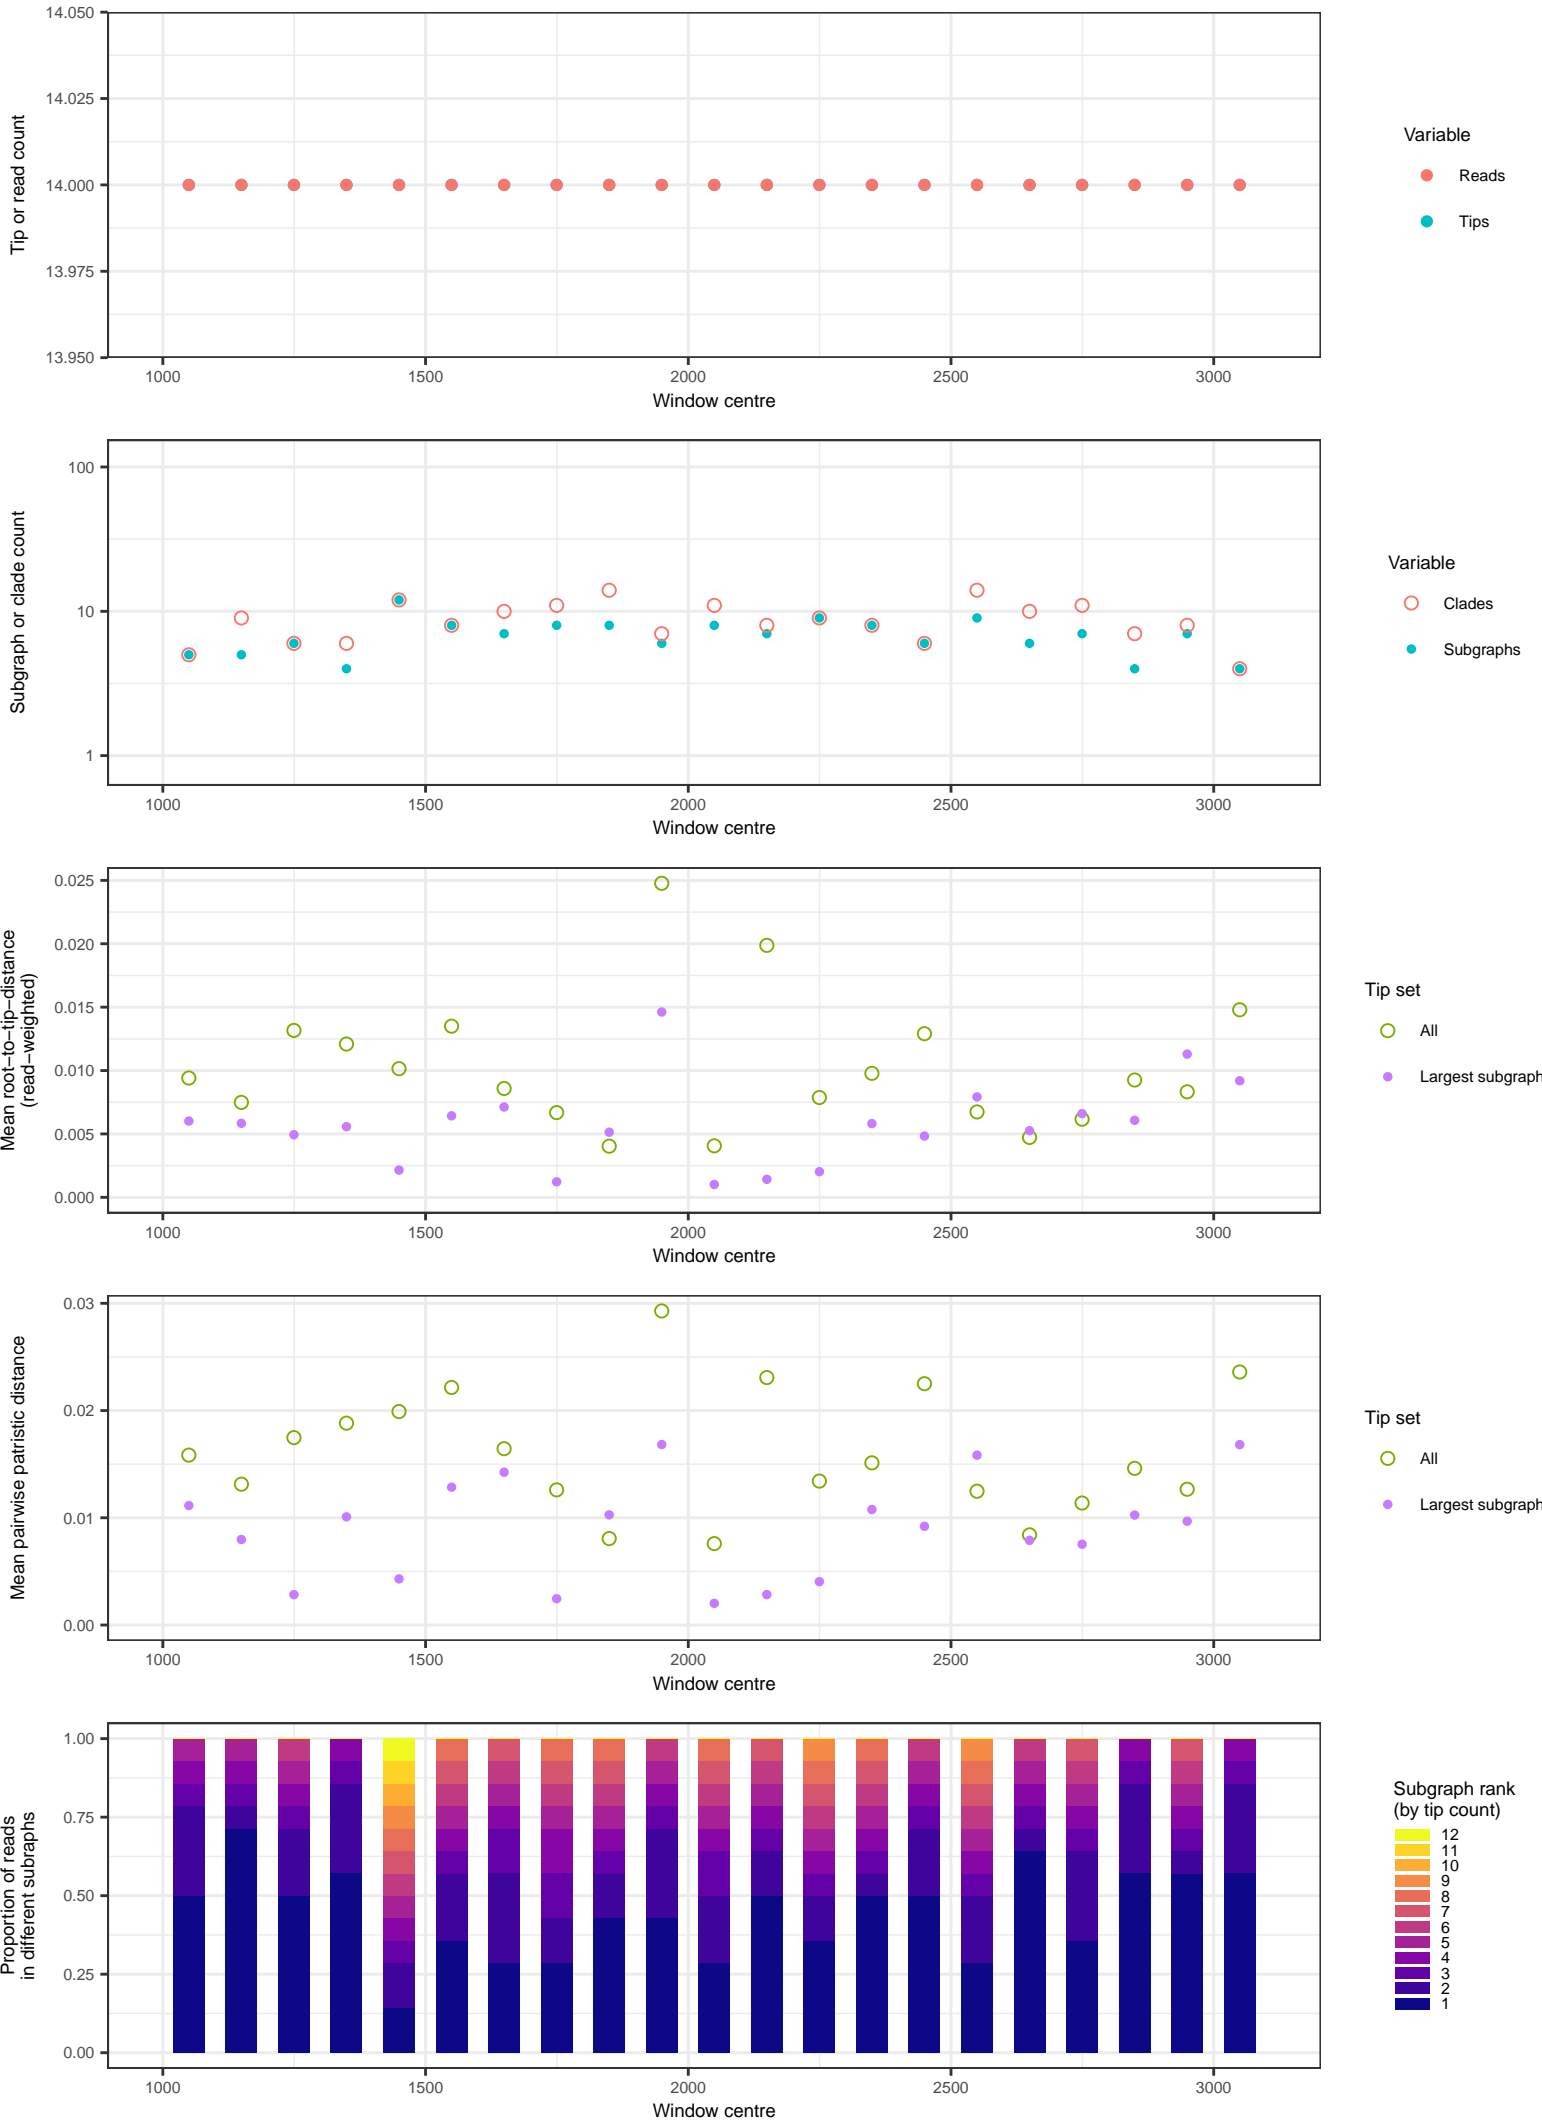 14.050
14.025
14.000
13.975
13.950
Tip or read count
1000 1500 2000 2500 3000
Window centre
Variable
Reads
Tips
100
10
1
Subgraph or clade count
1000 1500 2000 2500 3000
Window centre
Variable
Clades
Subgraphs
0.025
0.020
0.015
0.010
0.005
0.000
Mean root−to−tip−distance
(read−weighted)
1000 1500 2000 2500 3000
Window centre
Tip set
All
Largest subgraph
0.03
0.02
0.01
0.00
Mean pairwise patristic distance
1000 1500 2000 2500 3000
Window centre
Tip set
All
Largest subgraph
1.00
0.75
0.50
0.25
0.00
Proportion of reads
in different subraphs
1000 1500 2000 2500 3000
Window centre
Subgraph rank
(by tip count)
12
11
10
9
8
7
6
5
4
3
2
1